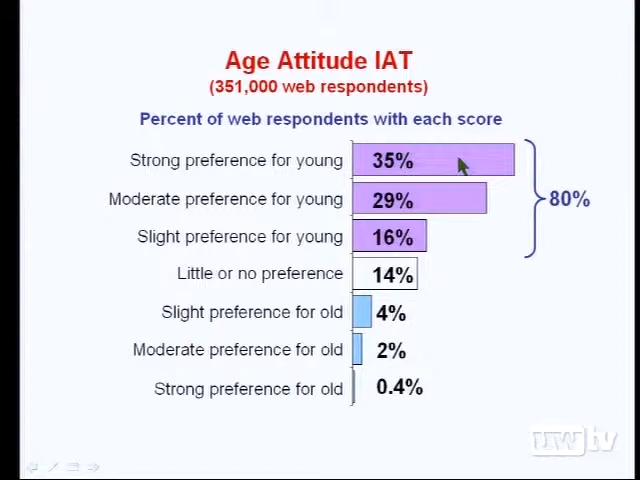 Age Attitude IAT
(351,000 web respondents)
Percent of web respondents with each score
Strong preference for young 35%
Moderate preference for young 29%
80%
Slight preference for young 16%
Little or no preference 14%
Slight preference for old 4%
Moderate preference for old 2%
Strong preference for old 0.4%
uwtv